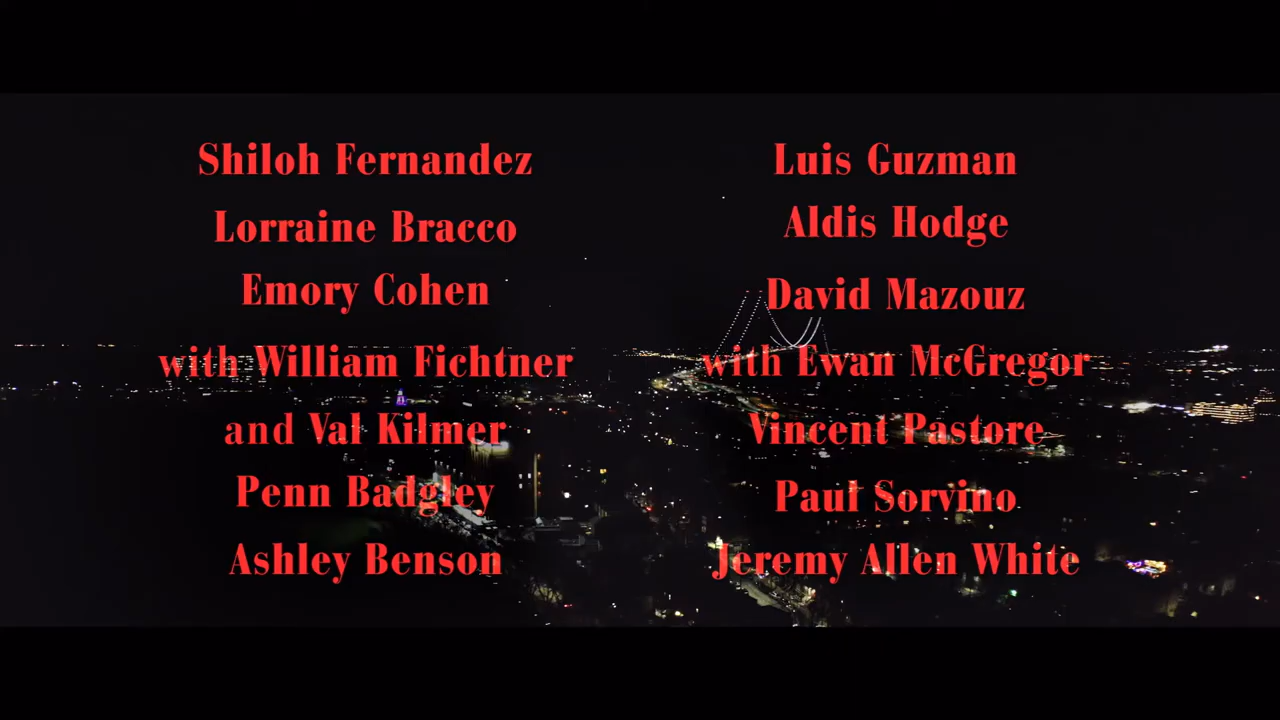 Shiloh Fernandez
Lorraine Bracco
Emory Cohen
with William Fichtner
and Val Kilmer
Penn Badgley
Ashley Benson
Luis Guzman
Aldis Hodge
David Mazouz
with Ewan McGregor
Vincent Pastore
Paul Sorvino
Jeremy Allen White